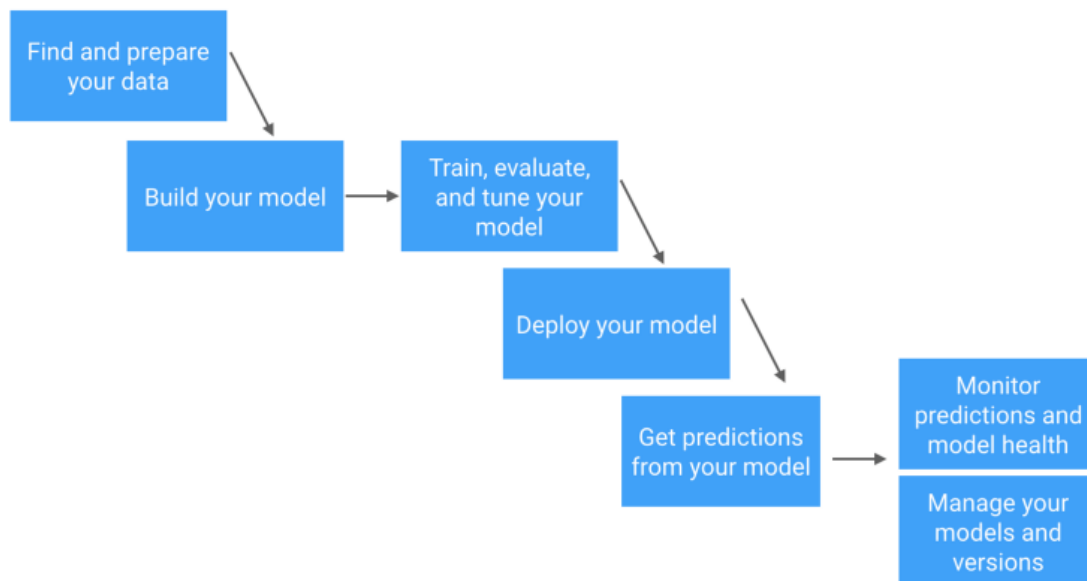 Find and prepare
your data
Build your model
Train, evaluate,
and tune your
model
Deploy your model
Get predictions
from your model
Monitor
predictions and
model health
Manage your
models and
versions